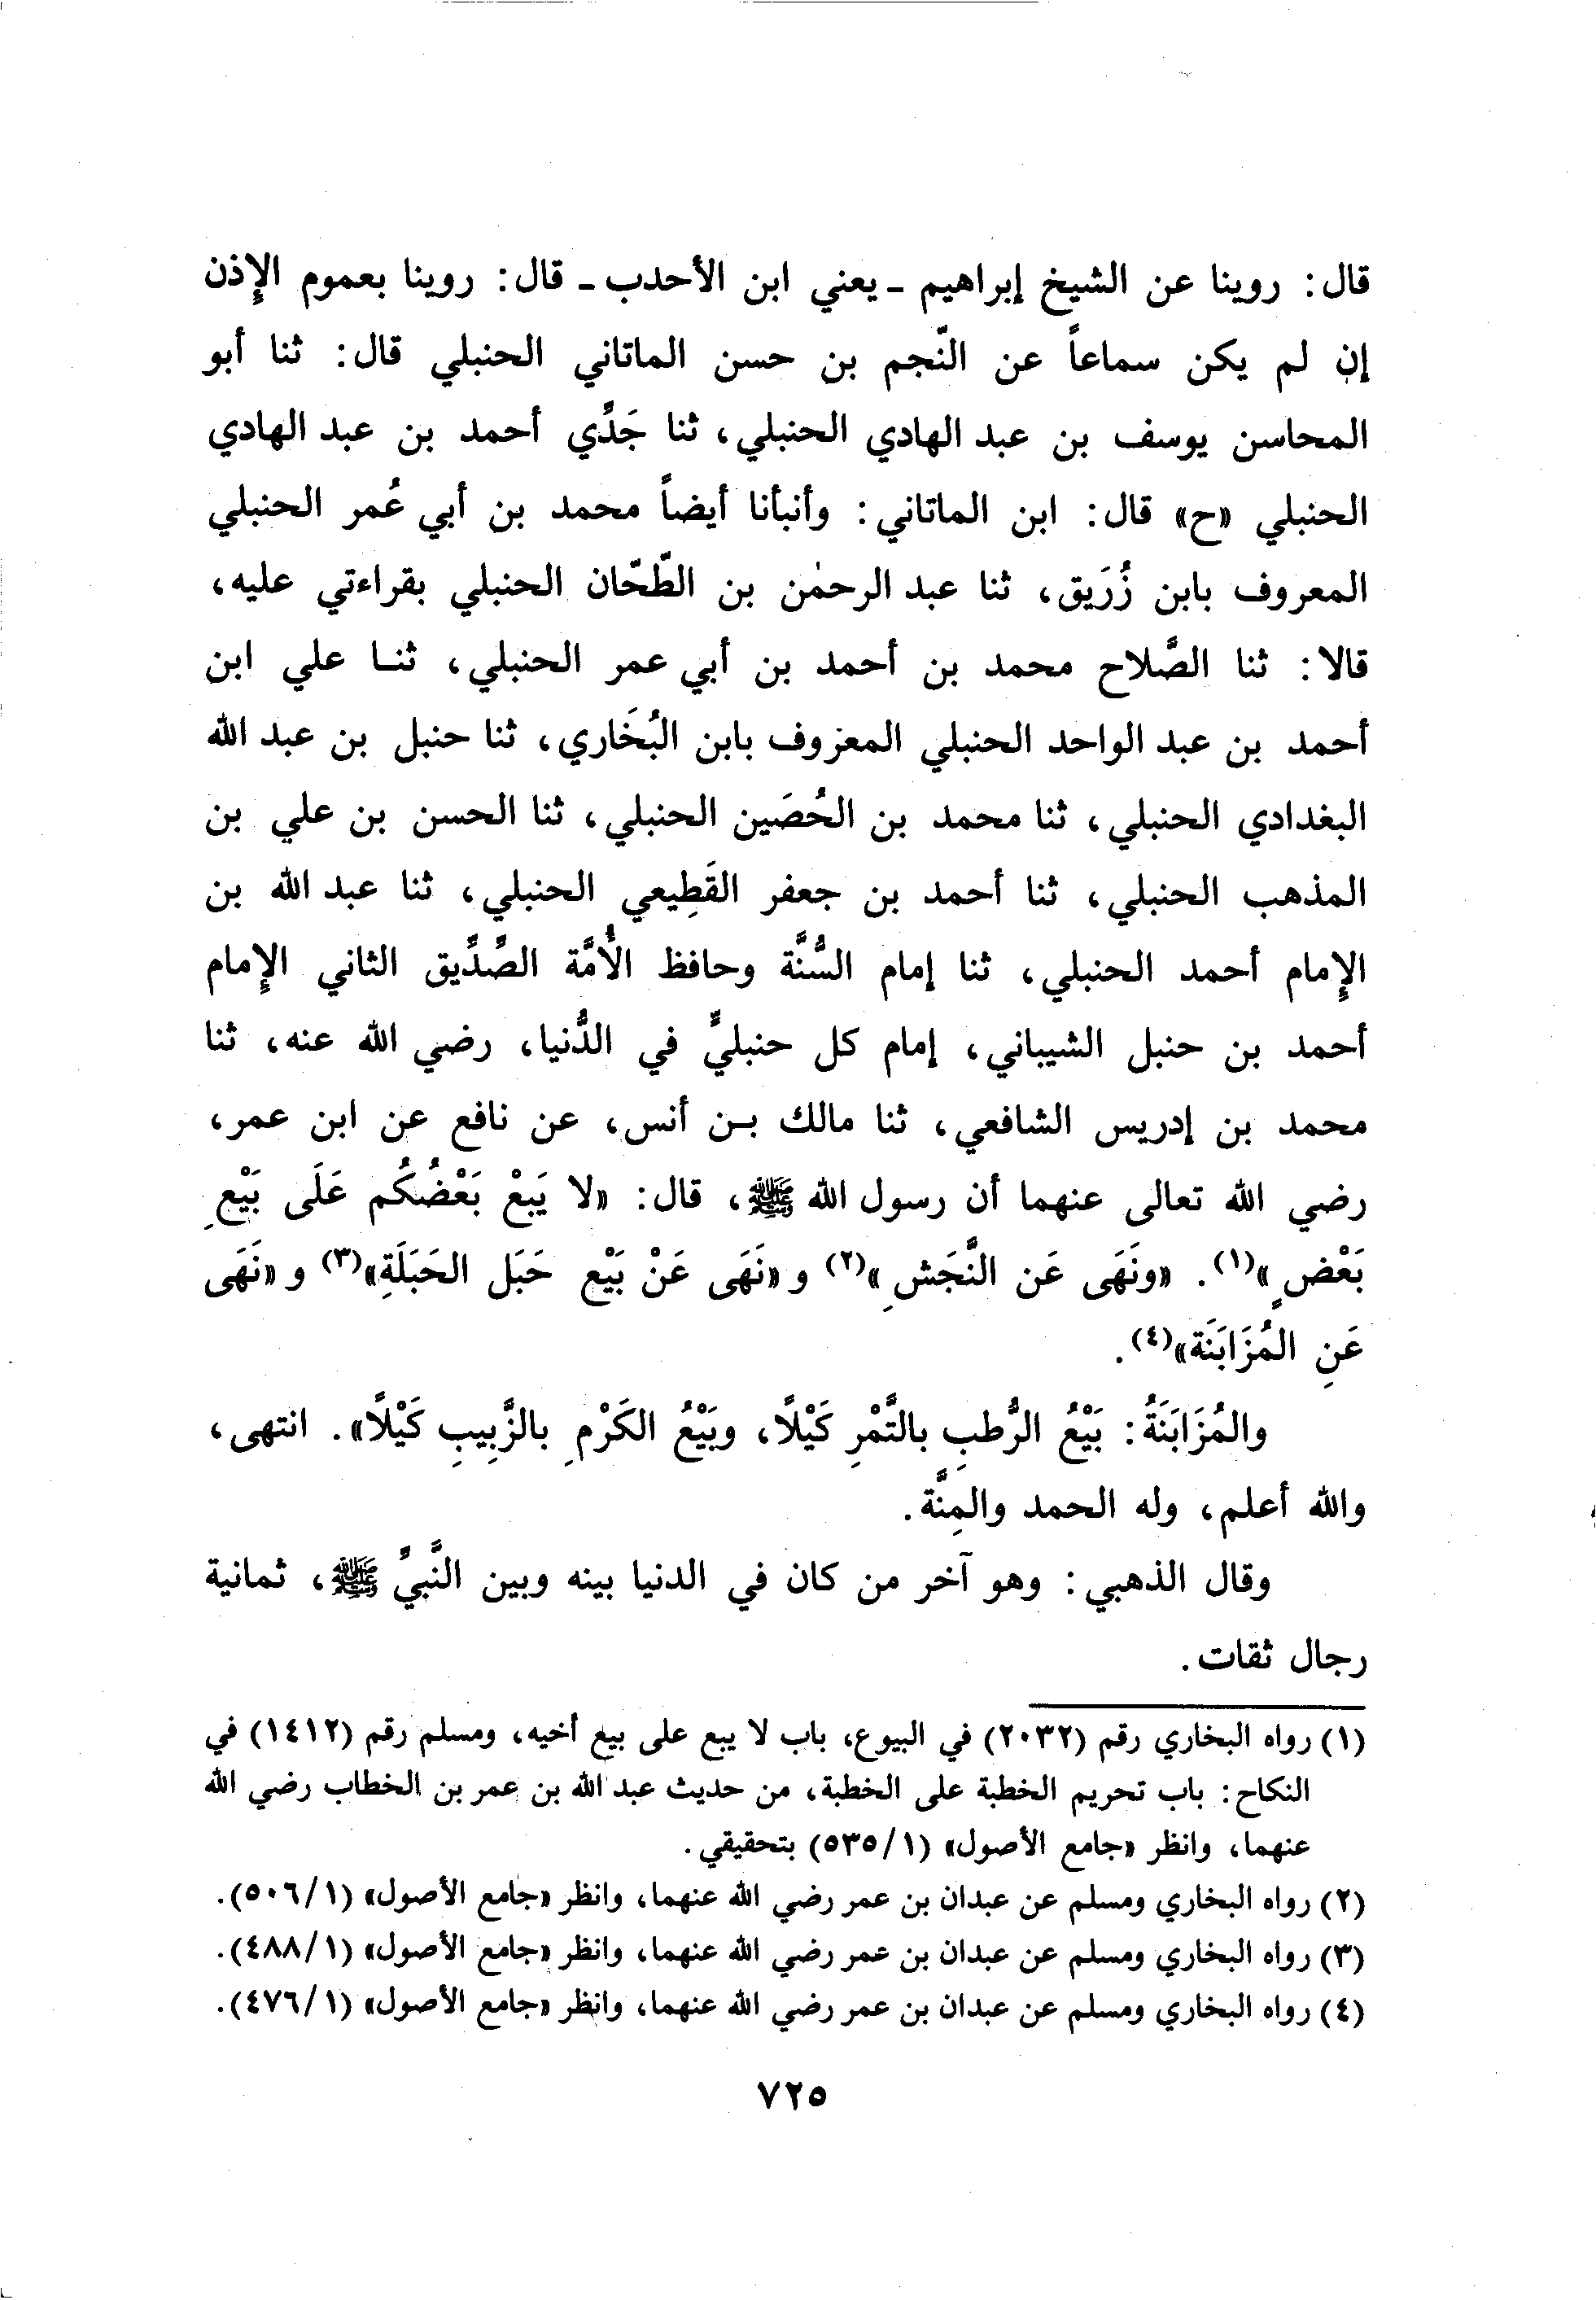 قال: روينا عن الشيخ إبراهيم - يعني ابن الأحدب - قال: روينا بعموم الإذن
إن لم يكن سماعاً عن النّجم بن حسن الماتاني الحنبلي قال: ثنا أبو
المحاسن يوسف بن عبد الهادي الحنبلي، ثنا جَدِّي أحمد بن عبد الهادي
الحنبلي «ح» قال: ابن الماتاني: وأنبأنا أيضاً محمد بن أبي عُمر الحنبلي
المعروف بابن زُرَيق، ثنا عبد الرحمٰن بن الطّحّان الحنبلي بقراءتي عليه،
قالا: ثنا الصَّلاح محمد بن أحمد بن أبي عمر الحنبلي، ثنا علي ابن
أحمد بن عبد الواحد الحنبلي المعزوف بابن البُخَاري، ثنا حنبل بن عبد الله
البغدادي الحنبلي، ثنا محمد بن الحُصَين الحنبلي، ثنا الحسن بن علي بن
المذهب الحنبلي، ثنا أحمد بن جعفر القَطِيعي الحنبلي، ثنا عبد الله بن
الإمام أحمد الحنبلي، ثنا إمام السُّنَّة وحافظ الأُمَّة الصِّدِّيق الثاني الإمام
أحمد بن حنبل الشيباني، إمام كل حنبليٍّ في الدُّنيا، رضي الله عنه، ثنا
محمد بن إدريس الشافعي، ثنا مالك بن أنس، عن نافع عن ابن عمر،
رضي الله تعالى عنهما أن رسول الله ﷺ، قال: «لا يَبعْ بَعْضُكُم عَلَى بَيْعِ
بَعْضٍ»(١). «ونَهَى عَن النَّجَشِ»(٢) و «نَهَى عَنْ بَيْع حَبَل الحَبَلَةِ»(٣) و «نَهَى
عَنِ المُزَابَنَة»(٤).
والمُزَابَنَةُ: بَيْعُ الرُّطبِ بالتَّمْرِ كَيْلًا، وبَيْعُ الكَرْمِ بالزَّبِيبِ كَيْلًا». انتهى،
والله أعلم، وله الحمد والمِنَّة.
وقال الذهبي: وهو آخر من كان في الدنيا بينه وبين النَّبيِّ ﷺ، ثمانية
رجال ثقات.
(١) رواه البخاري رقم (٢٠٣٢) في البيوع، باب لا يبع على بيع أخيه، ومسلم رقم (١٤١٢) في
النكاح: باب تحريم الخطبة على الخطبة، من حديث عبد الله بن عمر بن الخطاب رضي الله
عنهما، وانظر «جامع الأصول» (٥٣٥/١) بتحقيقي.
(٢) رواه البخاري ومسلم عن عبدان بن عمر رضي الله عنهما، وانظر «جامع الأصول» (٥٠٦/١).
(٣) رواه البخاري ومسلم عن عبدان بن عمر رضي الله عنهما، وانظر «جامع الأصول» (٤٨٨/١).
(٤) رواه البخاري ومسلم عن عبدان بن عمر رضي الله عنهما، وانظر «جامع الأصول» (٤٧٦/١).
٧٢٥